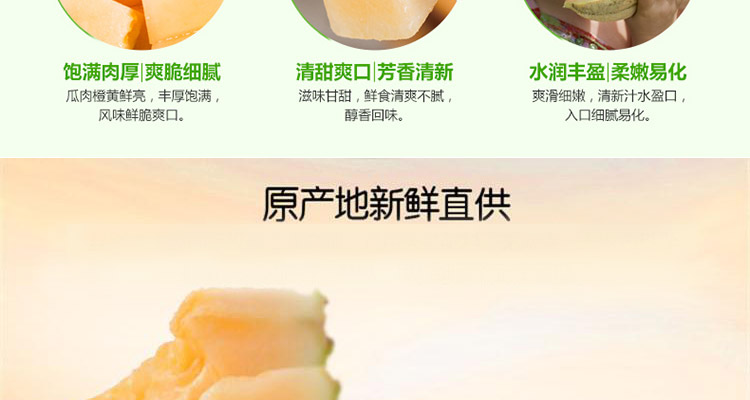 饱满肉厚|爽脆细腻
瓜肉橙黄鲜亮，丰厚饱满，
风味鲜脆爽口。
清甜爽口|芳香清新
滋味甘甜，鲜食清爽不腻，
醇香回味。
水润丰盈|柔嫩易化
爽滑细嫩，清新汁水盈口，
入口细腻易化。
原产地新鲜直供